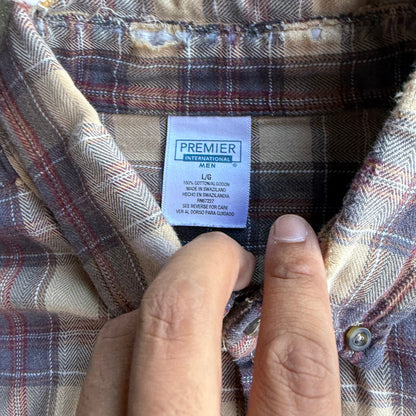 PREMIER
INTERNATIONAL
MEN
L/G
100% COTTON/ALGODON
MADE IN SWAZILAND
HECHO EN SWAZILANDIA
RN67227
SEE REVERSE FOR CARE
VER AL DORSO PARA CUIDADO